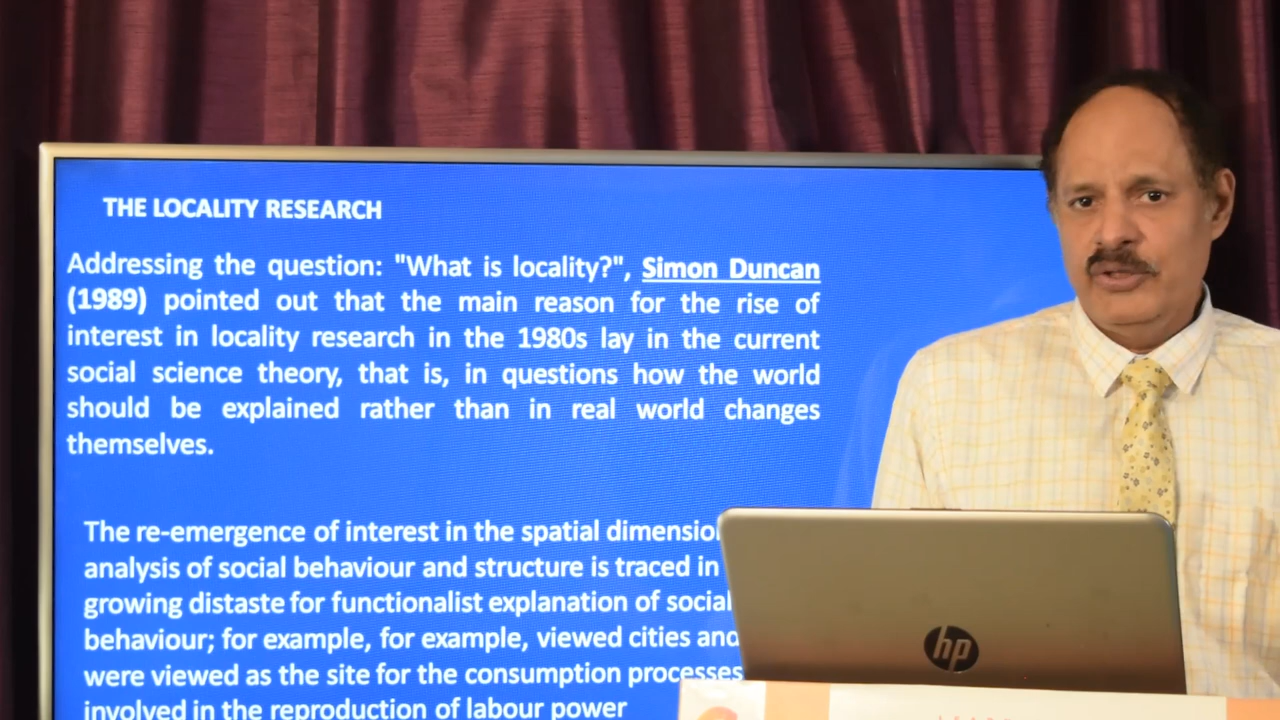 THE LOCALITY RESEARCH
Addressing the question: "What is locality?", Simon Duncan
(1989) pointed out that the main reason for the rise of
interest in locality research in the 1980s lay in the current
social science theory, that is, in questions how the world
should be explained rather than in real world changes
themselves.
The re-emergence of interest in the spatial
analysis of social behaviour and structure is traced in
growing distaste for functionalist explanation of social
behaviour; for example, for example, viewed cities and
were viewed as the site for the consumption processes
involved in the reproduction of labour power
hp